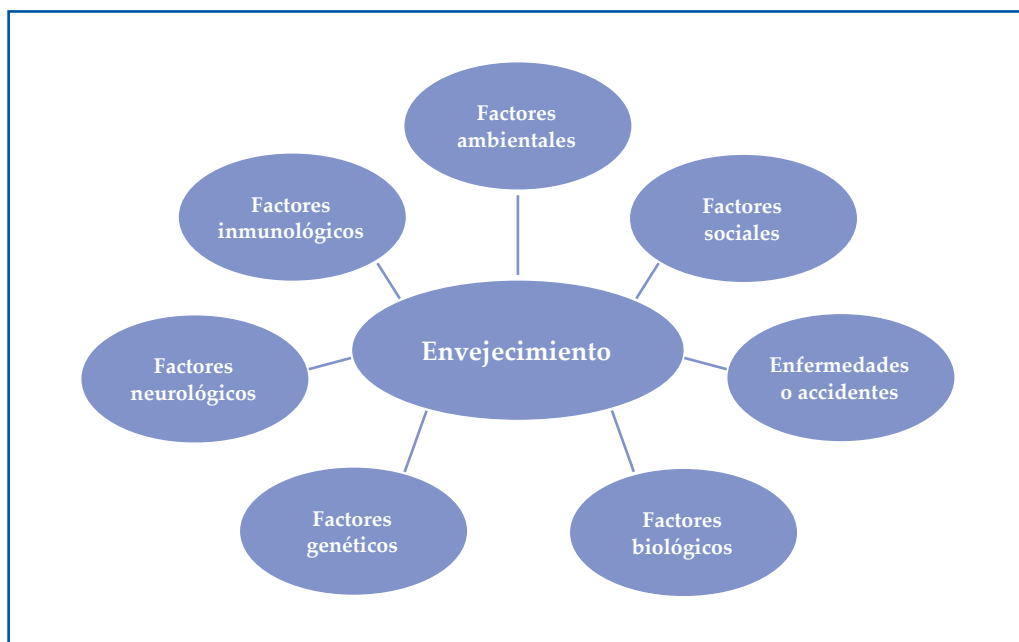 Factores
ambientales
Factores
inmunológicos
Factores
sociales
Envejecimiento
Factores
neurológicos
Enfermedades
o accidentes
Factores
genéticos
Factores
biológicos